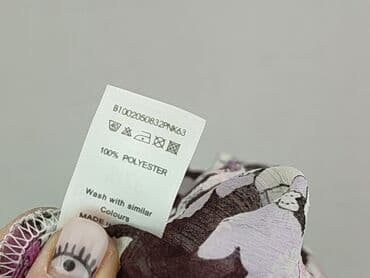 B1002050832PNK63
100% POLYESTER
Wash with similar
Colours
MADE